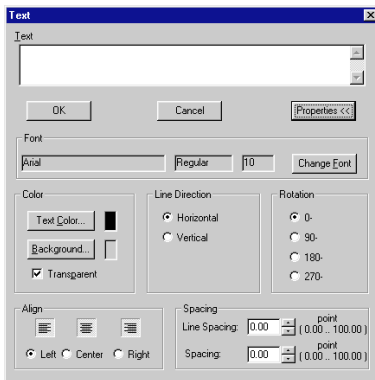 Text
Text
OK Cancel Properties <<
Font
Arial Regular 10 Change Font
Color Line Direction Rotation
Text Color... Horizontal 0-
Background... Vertical 90-
Transparent 180-
270-
Align Spacing
Line Spacing: 0.00 point ( 0.00 .. 100.00 )
Left Center Right Spacing: 0.00 point ( 0.00 .. 100.00 )